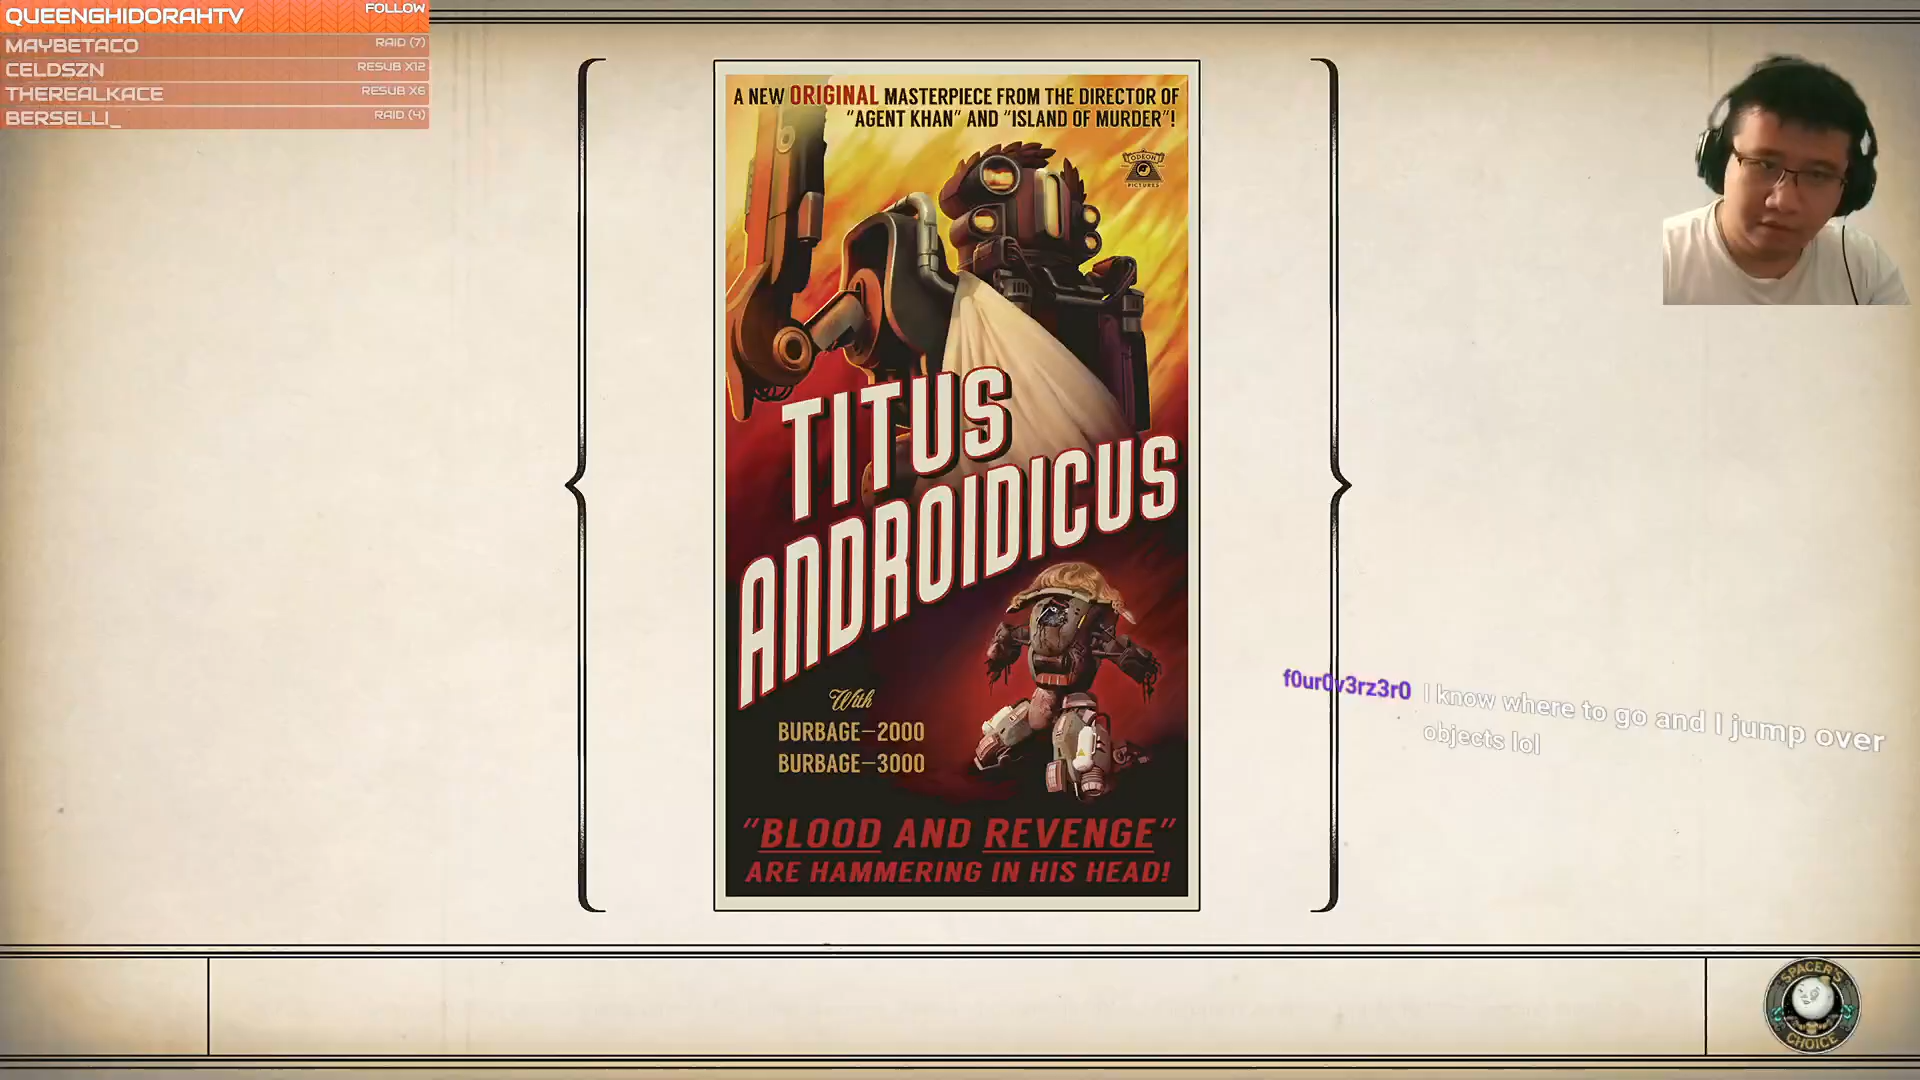 QUEENGHIDORAHTV FOLLOW
MAYBETACO RAID (7)
CELDSZN RESUB X12
THEREALKACE RESUB X6
BERSELLI_ RAID (4)
A NEW ORIGINAL MASTERPIECE FROM THE DIRECTOR OF
"AGENT KHAN" AND "ISLAND OF MURDER"!
ODEON
PICTURES
TITUS
ANDROIDICUS
With
BURBAGE-2000
BURBAGE-3000
"BLOOD AND REVENGE"
ARE HAMMERING IN HIS HEAD!
f0ur0v3rz3r0 I know where to go and I jump over
objects lol
SPACER'S
CHOICE